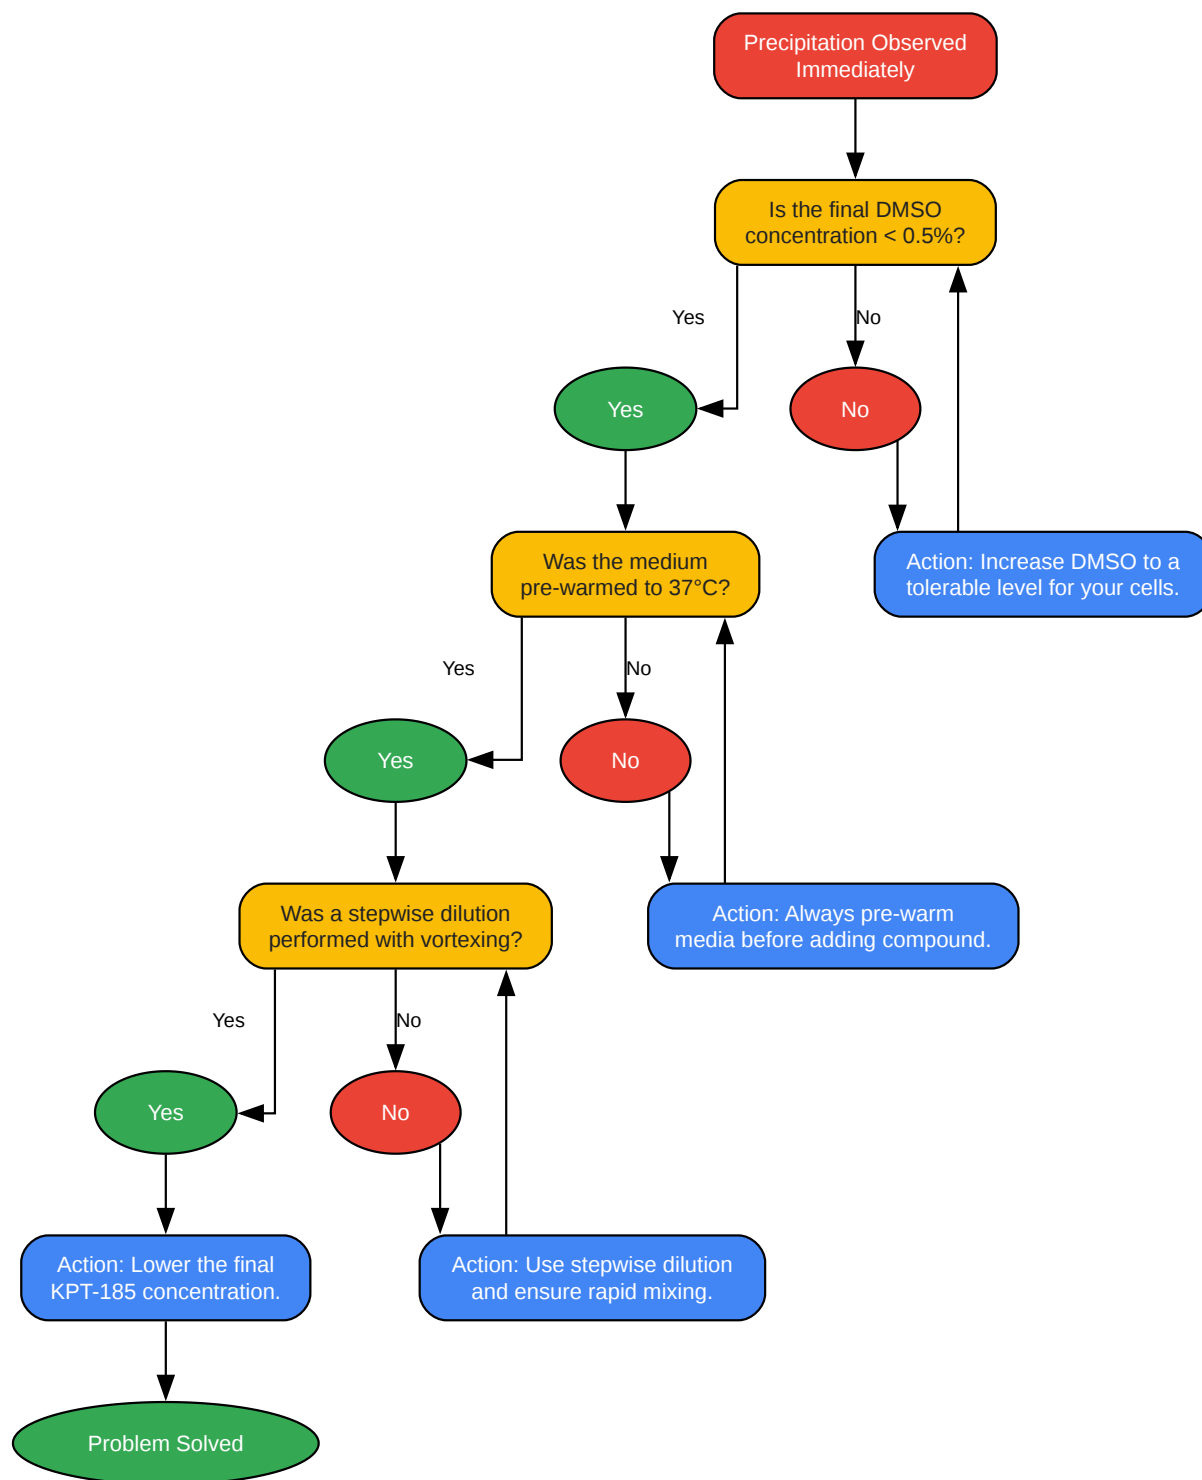 Precipitation Observed
Immediately
Is the final DMSO
concentration < 0.5%?
Yes
No
Yes
No
Was the medium
pre-warmed to 37°C?
Action: Increase DMSO to a
tolerable level for your cells.
Yes
No
Yes
No
Was a stepwise dilution
performed with vortexing?
Action: Always pre-warm
media before adding compound.
Yes
No
Yes
No
Action: Lower the final
KPT-185 concentration.
Action: Use stepwise dilution
and ensure rapid mixing.
Problem Solved